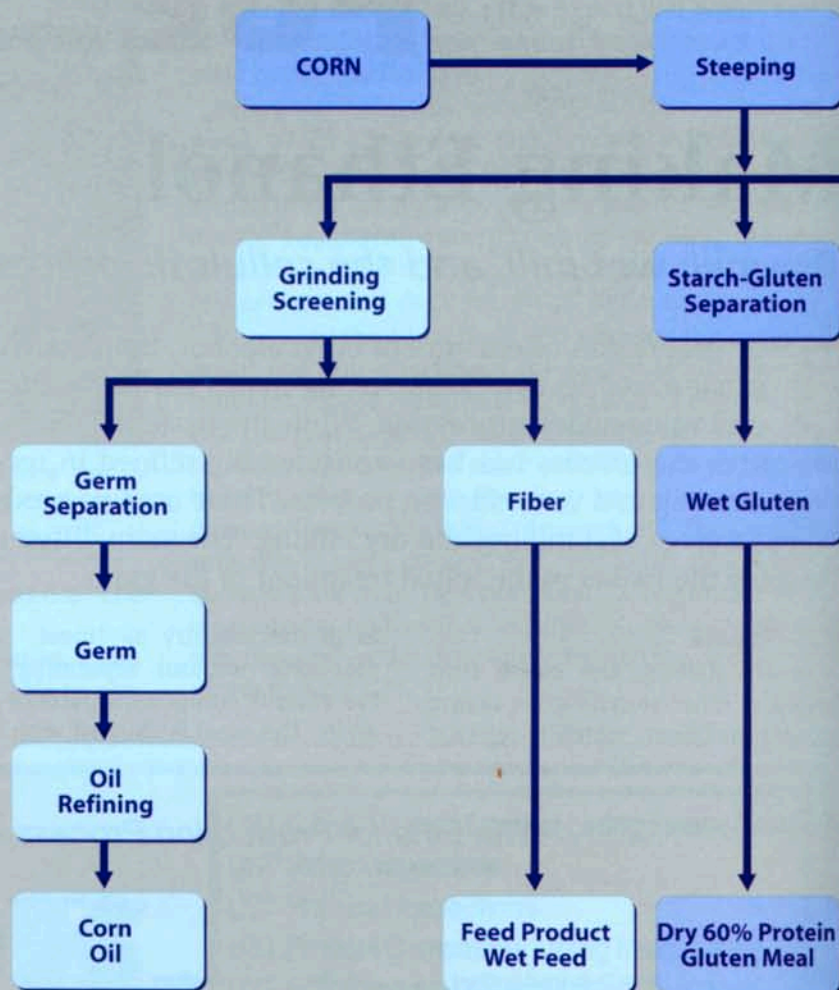 CORN
Steeping
Grinding
Screening
Starch-Gluten
Separation
Germ
Separation
Fiber
Wet Gluten
Germ
Oil
Refining
Corn
Oil
Feed Product
Wet Feed
Dry 60% Protein
Gluten Meal